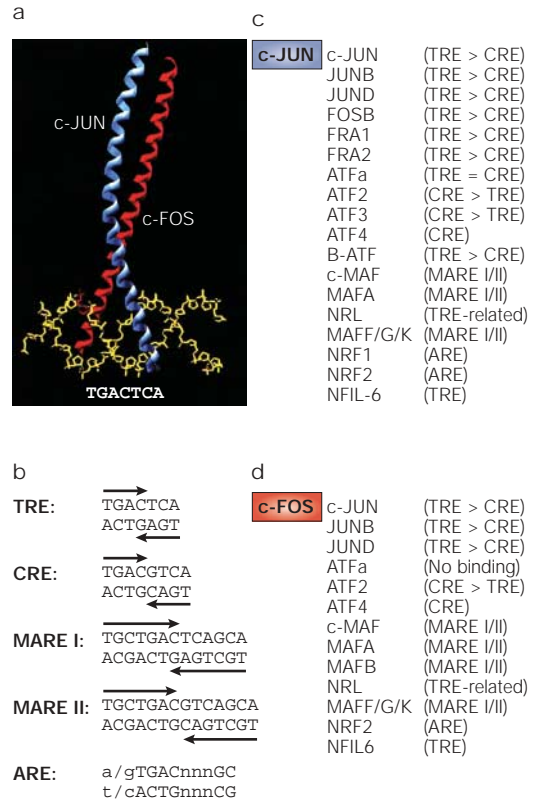 a
c-JUN
c-FOS
TGACTCA
c
c-JUN
c-JUN (TRE > CRE)
JUNB (TRE > CRE)
JUND (TRE > CRE)
FOSB (TRE > CRE)
FRA1 (TRE > CRE)
FRA2 (TRE > CRE)
ATFa (TRE = CRE)
ATF2 (CRE > TRE)
ATF3 (CRE > TRE)
ATF4 (CRE)
B-ATF (TRE > CRE)
c-MAF (MARE I/II)
MAFA (MARE I/II)
NRL (TRE-related)
MAFF/G/K (MARE I/II)
NRF1 (ARE)
NRF2 (ARE)
NFIL-6 (TRE)
b
TRE: TGACTCA
ACTGAGT
CRE: TGACGTCA
ACTGCAGT
MARE I: TGCTGACTCAGCA
ACGACTGAGTCGT
MARE II: TGCTGACGTCAGCA
ACGACTGCAGTCGT
ARE: a/gTGACnnnGC
t/cACTGnnnCG
d
c-FOS
c-JUN (TRE > CRE)
JUNB (TRE > CRE)
JUND (TRE > CRE)
ATFa (No binding)
ATF2 (CRE > TRE)
ATF4 (CRE)
c-MAF (MARE I/II)
MAFA (MARE I/II)
MAFB (MARE I/II)
NRL (TRE-related)
MAFF/G/K (MARE I/II)
NRF2 (ARE)
NFIL6 (TRE)